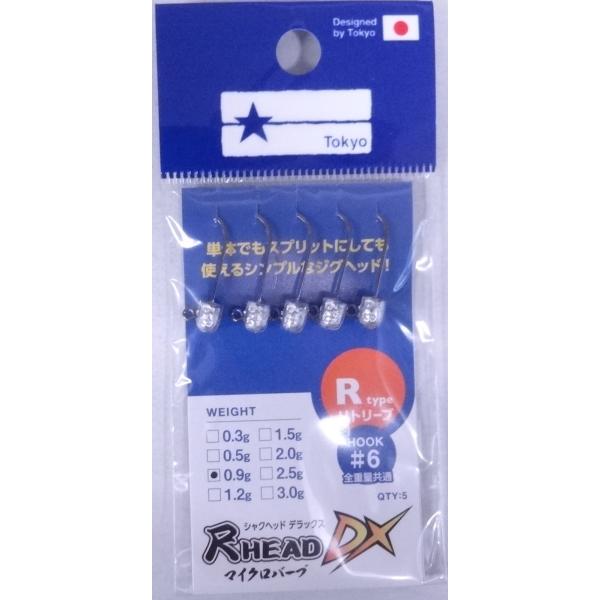 Designed
by Tokyo
Tokyo
単体でもスプリットにしても
使えるシンプルなジグヘッド!
R type
リトリーブ
HOOK
#6
全重量共通
WEIGHT
0.3g 1.5g
0.5g 2.0g
0.9g 2.5g
1.2g 3.0g
QTY:5
シャクヘッド デラックス
R HEAD DX
マイクロバーブ